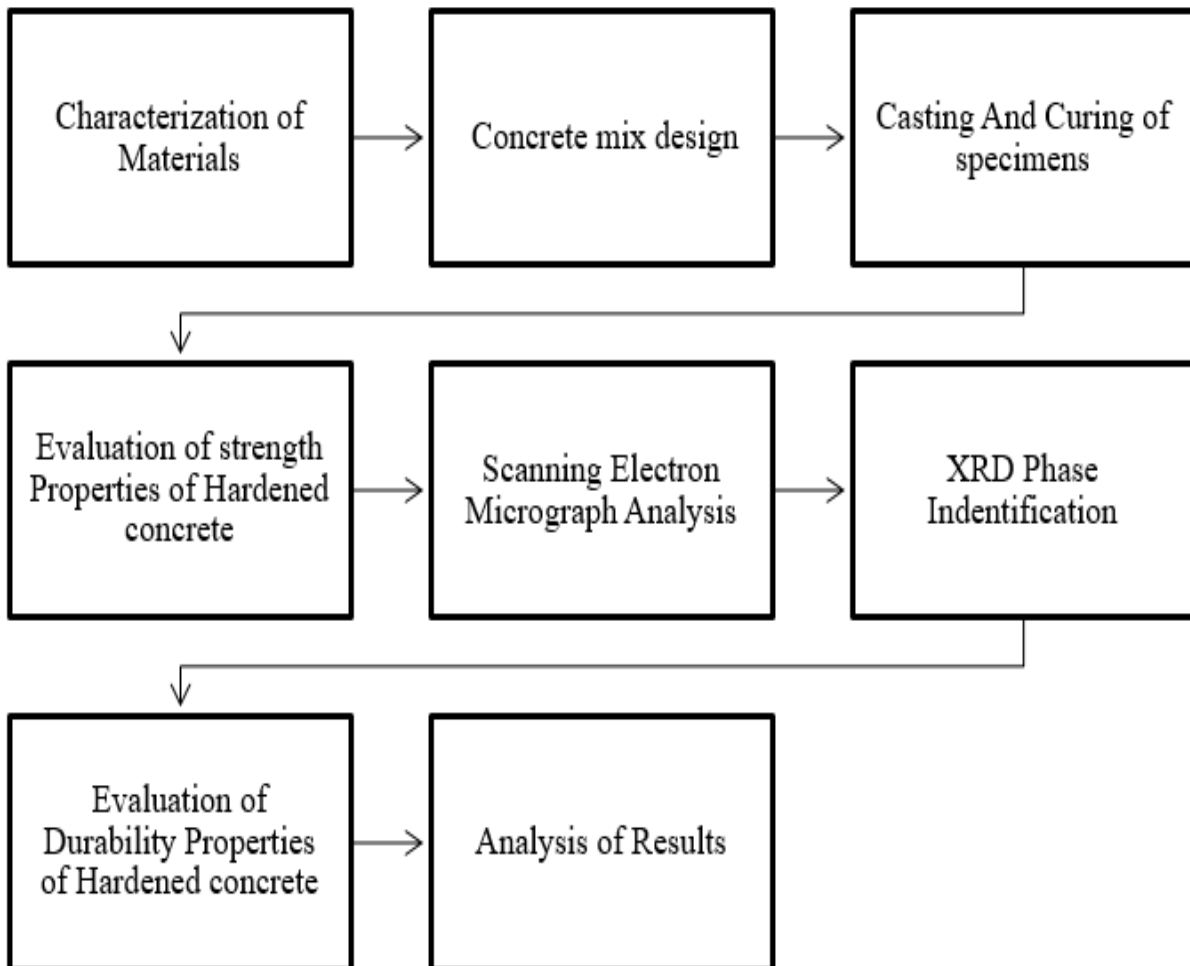 Characterization of
Materials
Concrete mix design
Casting And Curing of
specimens
Evaluation of strength
Properties of Hardened
concrete
Scanning Electron
Micrograph Analysis
XRD Phase
Indentification
Evaluation of
Durability Properties
of Hardened concrete
Analysis of Results